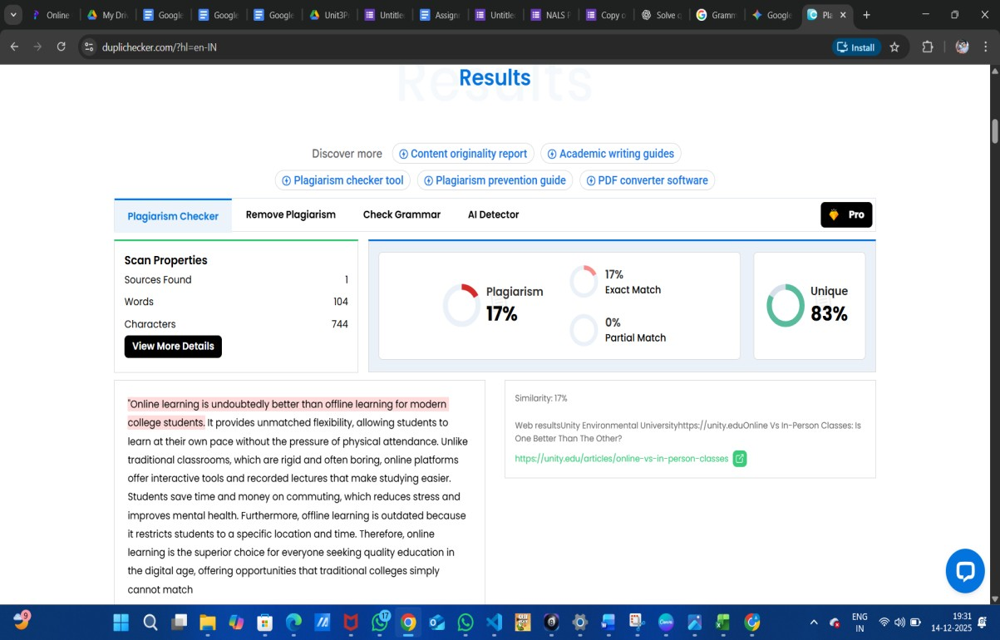 Online
My Dri
Google
Google
Google
Unit3P
Untitle
Assign
Untitle
NALS P
Copy o
Solve q
Gramm
Google
Pla
duplichecker.com/?hl=en-IN
Install
Results
Results
Discover more
Content originality report
Academic writing guides
Plagiarism checker tool
Plagiarism prevention guide
PDF converter software
Plagiarism Checker
Remove Plagiarism
Check Grammar
AI Detector
Pro
Scan Properties
Sources Found 1
Words 104
Characters 744
View More Details
Plagiarism
17%
17%
Exact Match
0%
Partial Match
Unique
83%
"Online learning is undoubtedly better than offline learning for modern
college students. It provides unmatched flexibility, allowing students to
learn at their own pace without the pressure of physical attendance. Unlike
traditional classrooms, which are rigid and often boring, online platforms
offer interactive tools and recorded lectures that make studying easier.
Students save time and money on commuting, which reduces stress and
improves mental health. Furthermore, offline learning is outdated because
it restricts students to a specific location and time. Therefore, online
learning is the superior choice for everyone seeking quality education in
the digital age, offering opportunities that traditional colleges simply
cannot match
Similarity: 17%
Web resultsUnity Environmental Universityhttps://unity.eduOnline Vs In-Person Classes: Is
One Better Than The Other?
https://unity.edu/articles/online-vs-in-person-classes
9
17
ENG
IN
19:31
14-12-2025